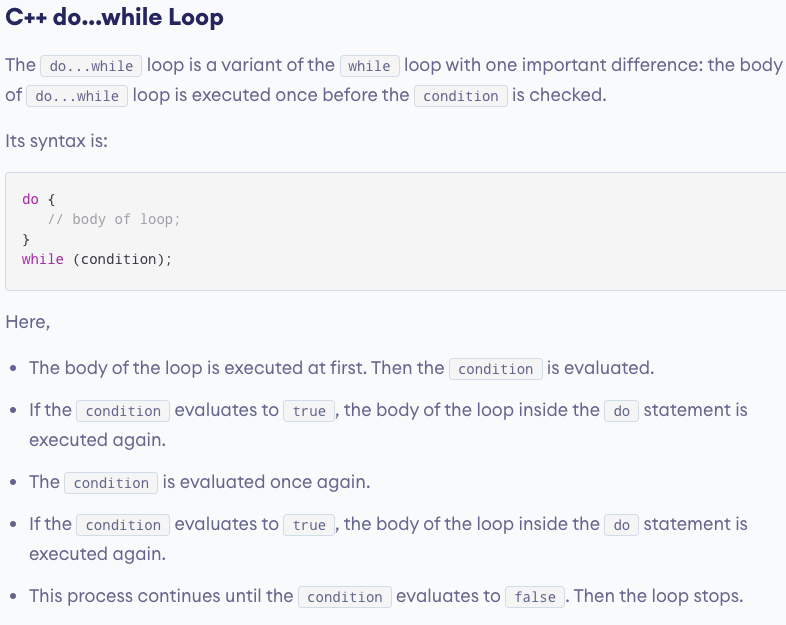 C++ do...while Loop
The do...while loop is a variant of the while loop with one important difference: the body
of do...while loop is executed once before the condition is checked.
Its syntax is:
do {
   // body of loop;
}
while (condition);
Here,
• The body of the loop is executed at first. Then the condition is evaluated.
• If the condition evaluates to true, the body of the loop inside the do statement is
executed again.
• The condition is evaluated once again.
• If the condition evaluates to true, the body of the loop inside the do statement is
executed again.
• This process continues until the condition evaluates to false. Then the loop stops.